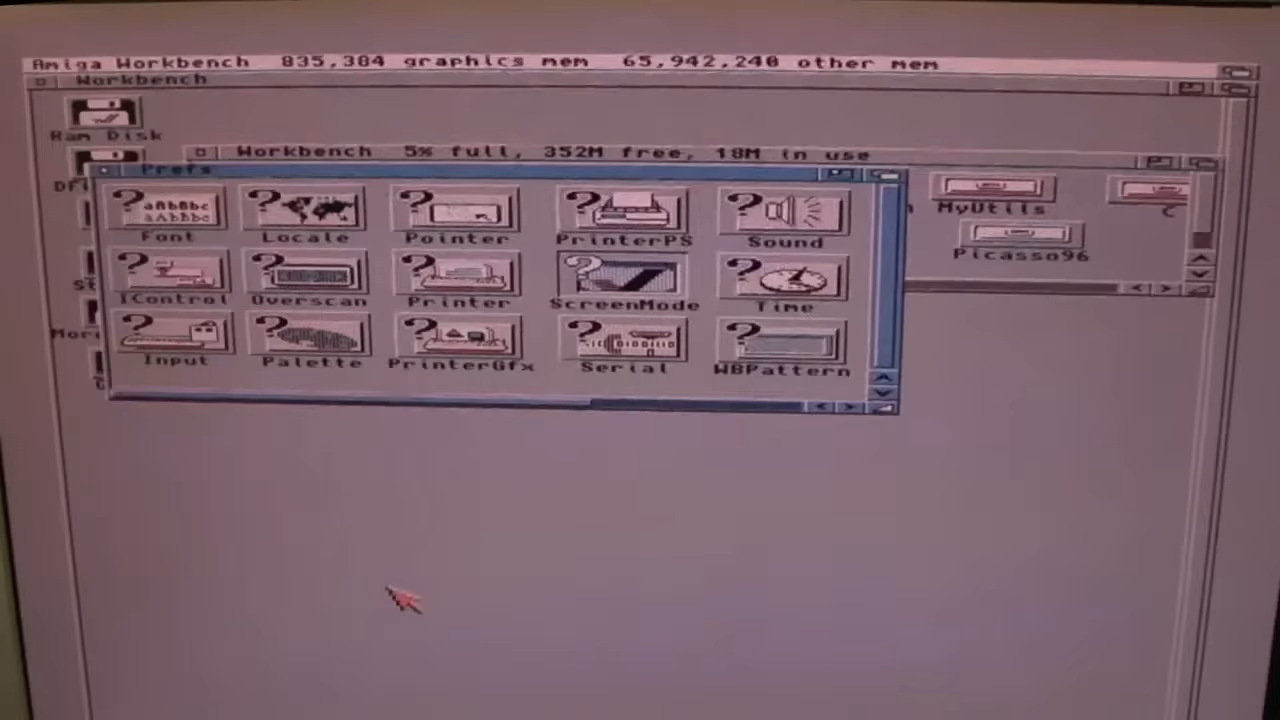 Amiga Workbench 835,384 graphics mem 65,942,240 other mem
Workbench
Ram Disk
Workbench 5% full, 352M free, 18M in use
Prefs
Font Locale Pointer PrinterPS Sound
MyUtils
Picasso96
IControl Overscan Printer ScreenMode Time
Input Palette PrinterGfx Serial WBPattern